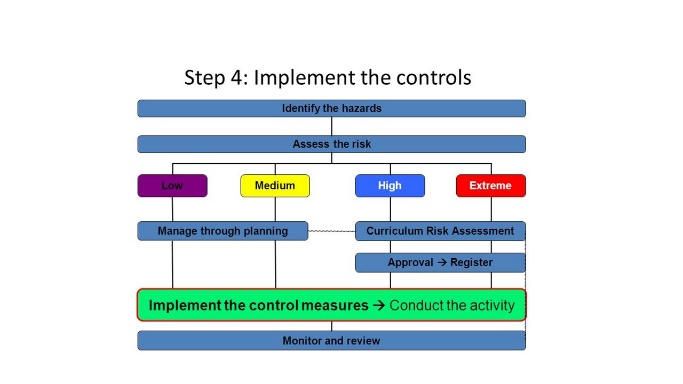 Step 4: Implement the controls
Identify the hazards
Assess the risk
Low Medium High Extreme
Manage through planning Curriculum Risk Assessment
Approval → Register
Implement the control measures → Conduct the activity
Monitor and review